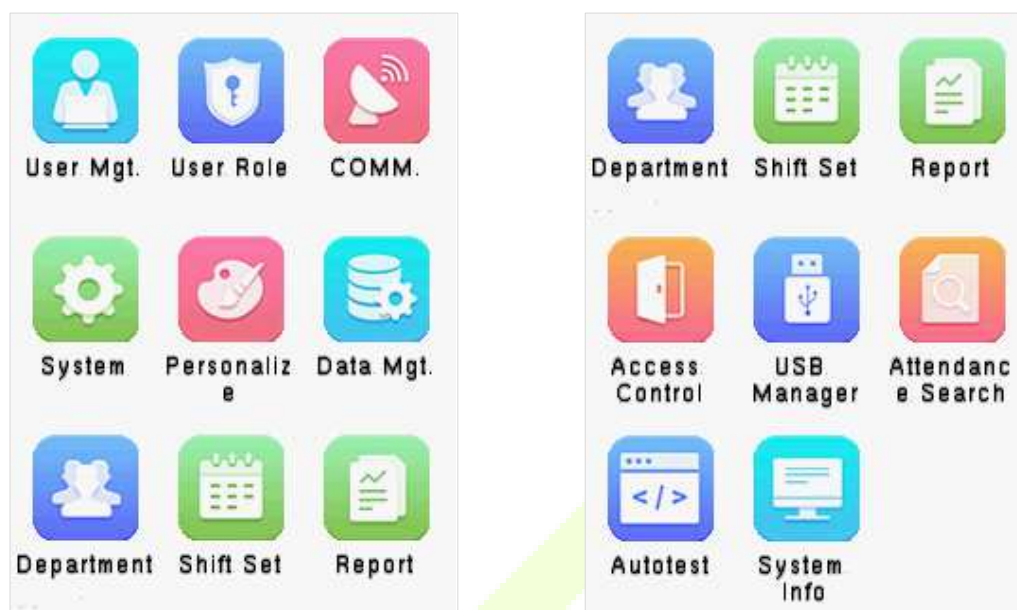 User Mgt.
User Role
COMM.
System
Personaliz
e
Data Mgt.
Department
Shift Set
Report
Department
Shift Set
Report
Access
Control
USB
Manager
Attendanc
e Search
</>
Autotest
System
Info